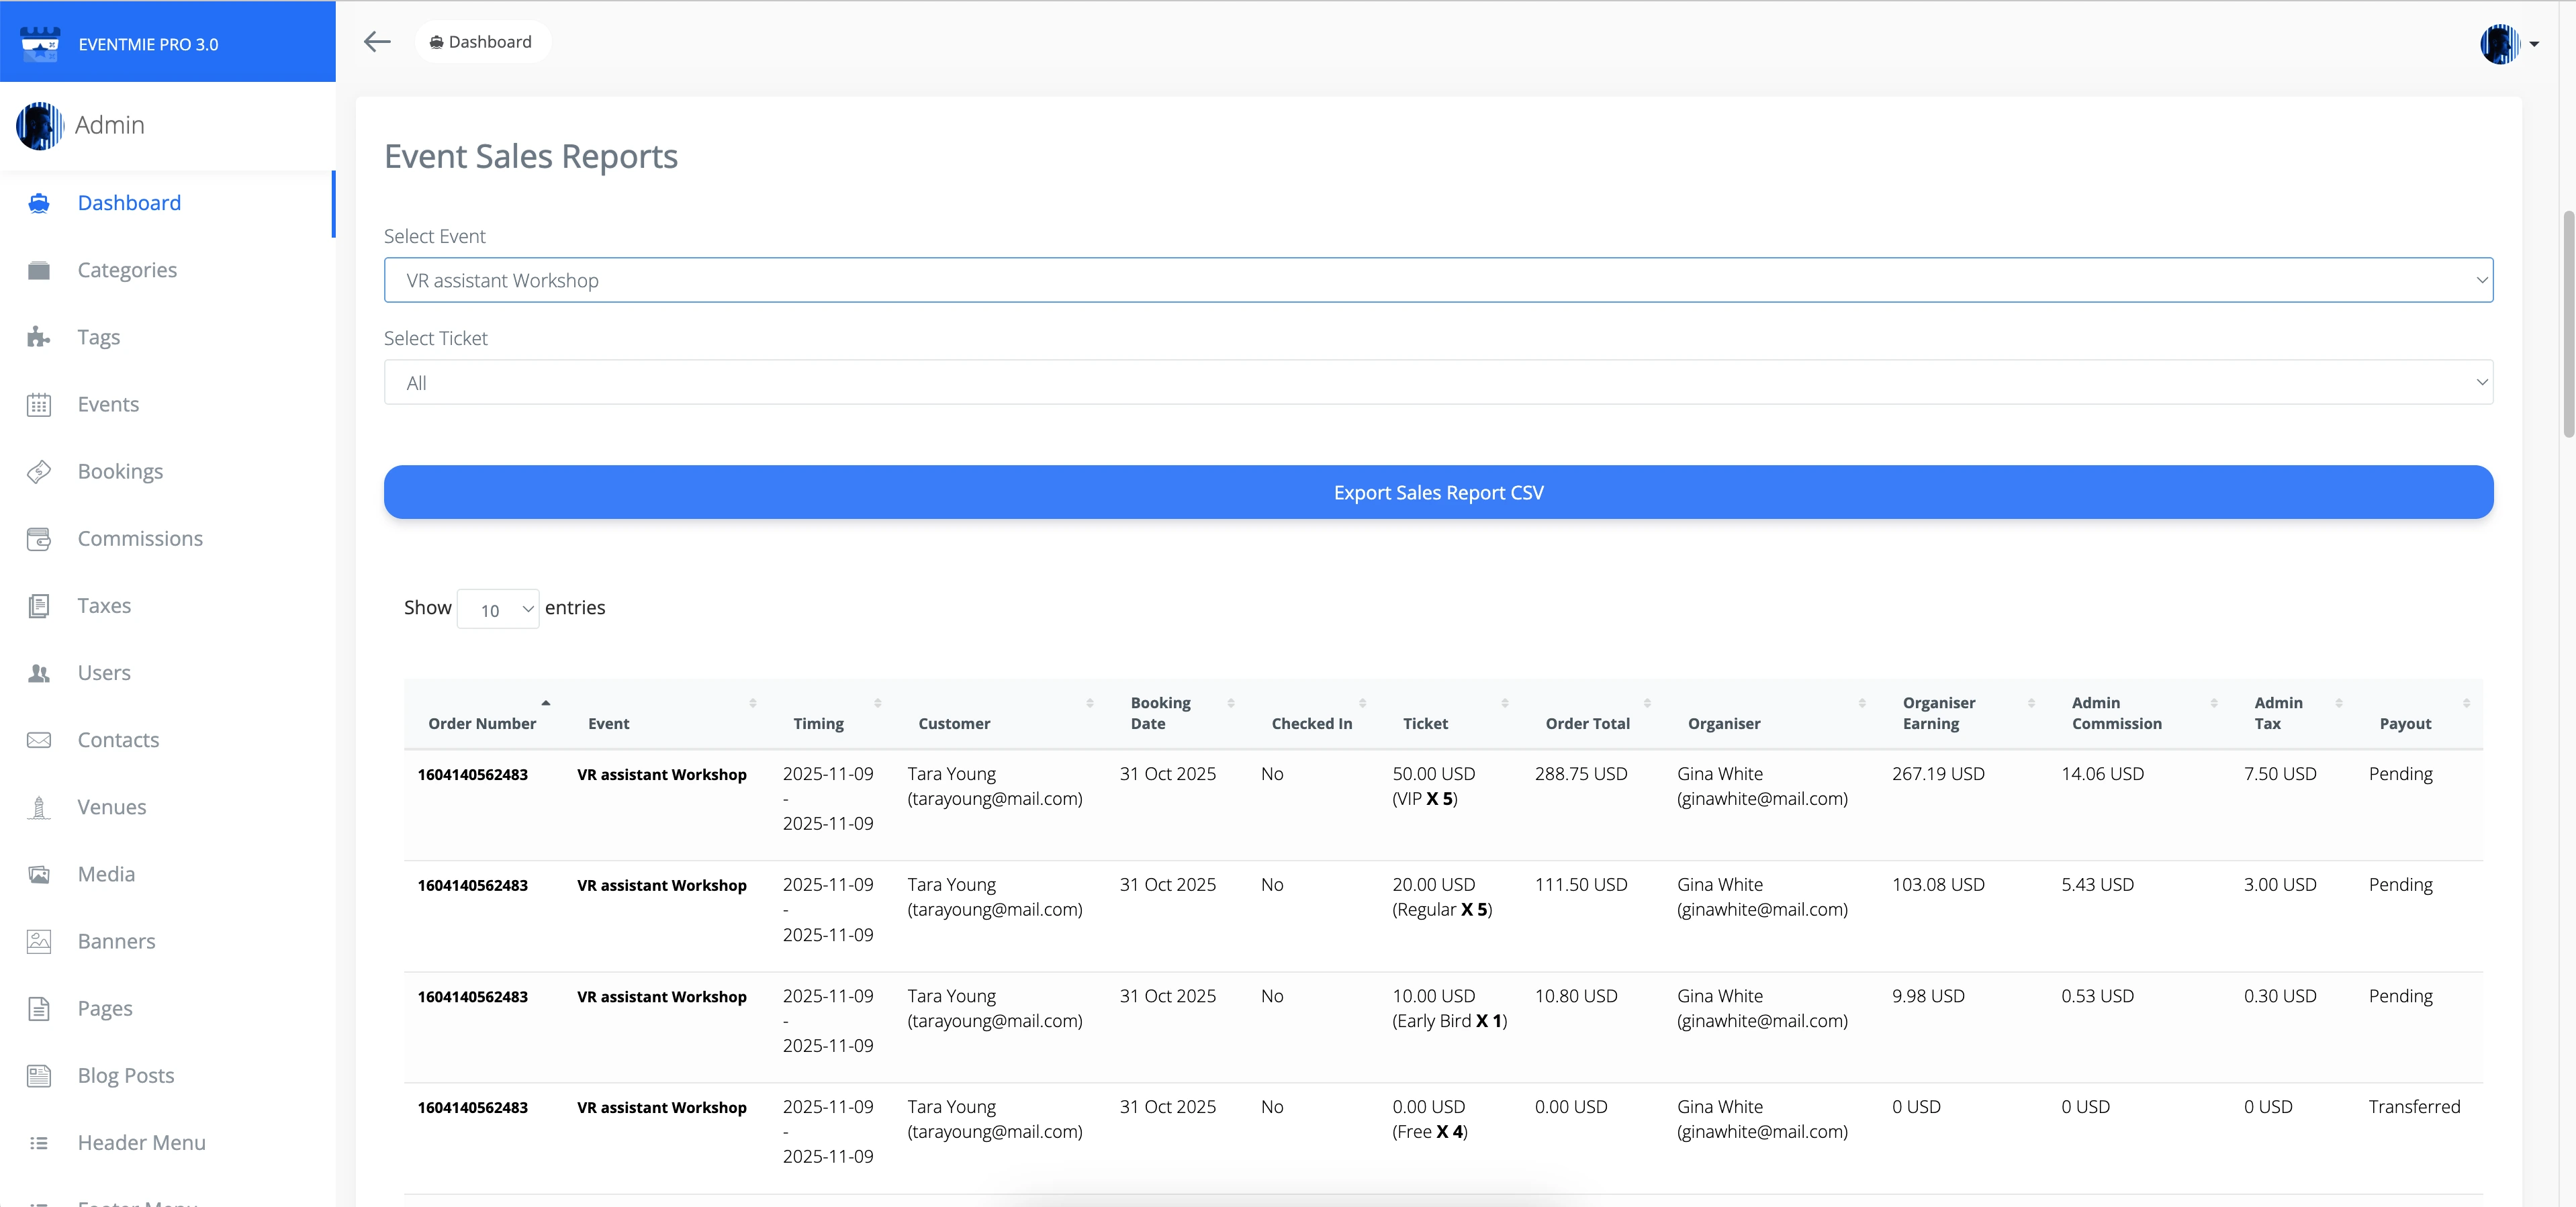 EVENTMIE PRO 3.0
Dashboard
Admin
Dashboard
Categories
Tags
Events
Bookings
Commissions
Taxes
Users
Contacts
Venues
Media
Banners
Pages
Blog Posts
Header Menu
Footer Menu
Event Sales Reports
Select Event
VR assistant Workshop
Select Ticket
All
Export Sales Report CSV
Show 10 entries
Order Number Event Timing Customer Booking Date Checked In Ticket Order Total Organiser Organiser Earning Admin Commission Admin Tax Payout
1604140562483 VR assistant Workshop 2025-11-09 Tara Young 31 Oct 2025 No 50.00 USD 288.75 USD Gina White 267.19 USD 14.06 USD 7.50 USD Pending
- (tarayoung@mail.com) (VIP X 5) (ginawhite@mail.com)
2025-11-09
1604140562483 VR assistant Workshop 2025-11-09 Tara Young 31 Oct 2025 No 20.00 USD 111.50 USD Gina White 103.08 USD 5.43 USD 3.00 USD Pending
- (tarayoung@mail.com) (Regular X 5) (ginawhite@mail.com)
2025-11-09
1604140562483 VR assistant Workshop 2025-11-09 Tara Young 31 Oct 2025 No 10.00 USD 10.80 USD Gina White 9.98 USD 0.53 USD 0.30 USD Pending
- (tarayoung@mail.com) (Early Bird X 1) (ginawhite@mail.com)
2025-11-09
1604140562483 VR assistant Workshop 2025-11-09 Tara Young 31 Oct 2025 No 0.00 USD 0.00 USD Gina White 0 USD 0 USD 0 USD Transferred
- (tarayoung@mail.com) (Free X 4) (ginawhite@mail.com)
2025-11-09